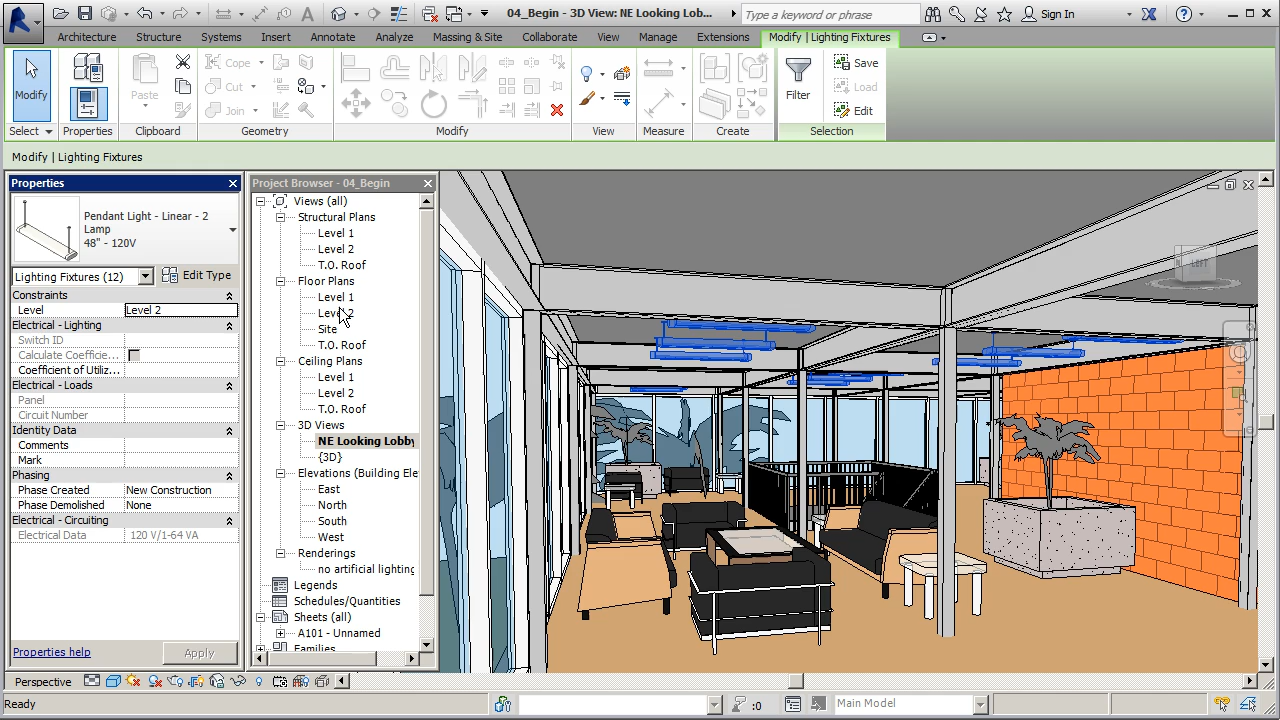 04_Begin - 3D View: NE Looking Lob...
Type a keyword or phrase
Sign In
Architecture
Structure
Systems
Insert
Annotate
Analyze
Massing & Site
Collaborate
View
Manage
Extensions
Modify | Lighting Fixtures
Modify
Paste
Cope
Cut
Join
Filter
Save
Load
Edit
Select
Properties
Clipboard
Geometry
Modify
View
Measure
Create
Selection
Modify | Lighting Fixtures
Properties
Pendant Light - Linear - 2
Lamp
48" - 120V
Lighting Fixtures (12)
Edit Type
Constraints
Level
Level 2
Electrical - Lighting
Switch ID
Calculate Coefficie...
Coefficient of Utiliz...
Electrical - Loads
Panel
Circuit Number
Identity Data
Comments
Mark
Phasing
Phase Created
New Construction
Phase Demolished
None
Electrical - Circuiting
Electrical Data
120 V/1-64 VA
Properties help
Apply
Project Browser - 04_Begin
Views (all)
Structural Plans
Level 1
Level 2
T.O. Roof
Floor Plans
Level 1
Level 2
Site
T.O. Roof
Ceiling Plans
Level 1
Level 2
T.O. Roof
3D Views
NE Looking Lobby
{3D}
Elevations (Building Ele
East
North
South
West
Renderings
no artificial lighting
Legends
Schedules/Quantities
Sheets (all)
A101 - Unnamed
Families
LEFT
Perspective
Ready
:0
Main Model